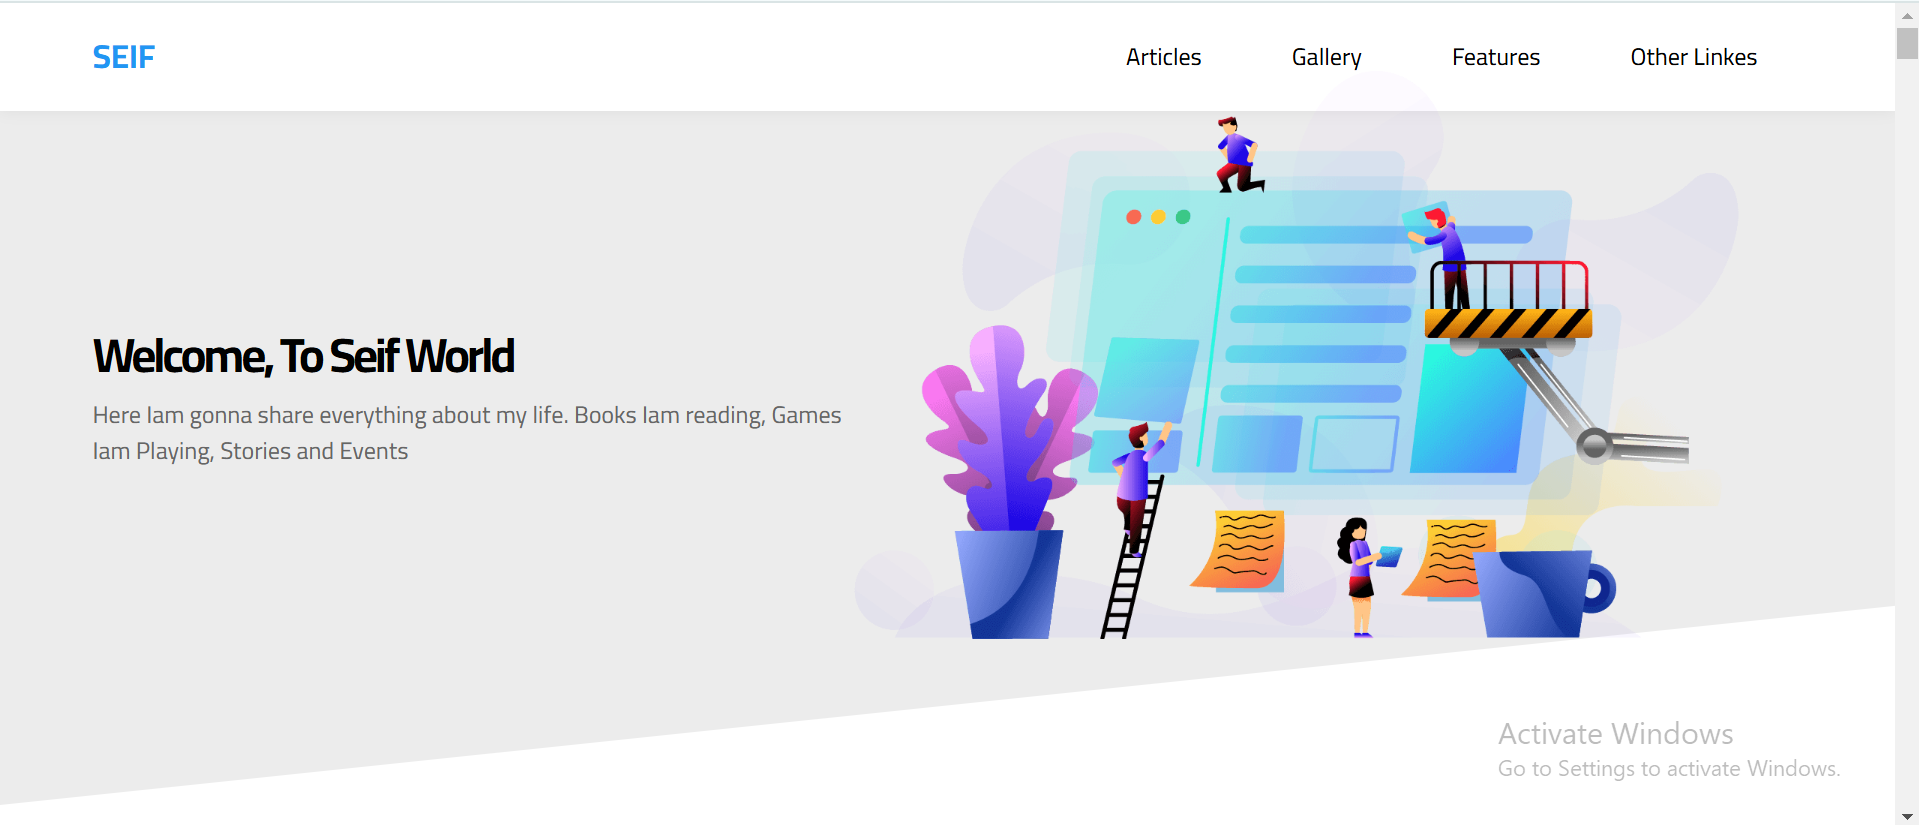 SEIF
Articles Gallery Features Other Linkes
Welcome, To Seif World
Here Iam gonna share everything about my life. Books Iam reading, Games
Iam Playing, Stories and Events
Activate Windows
Go to Settings to activate Windows.